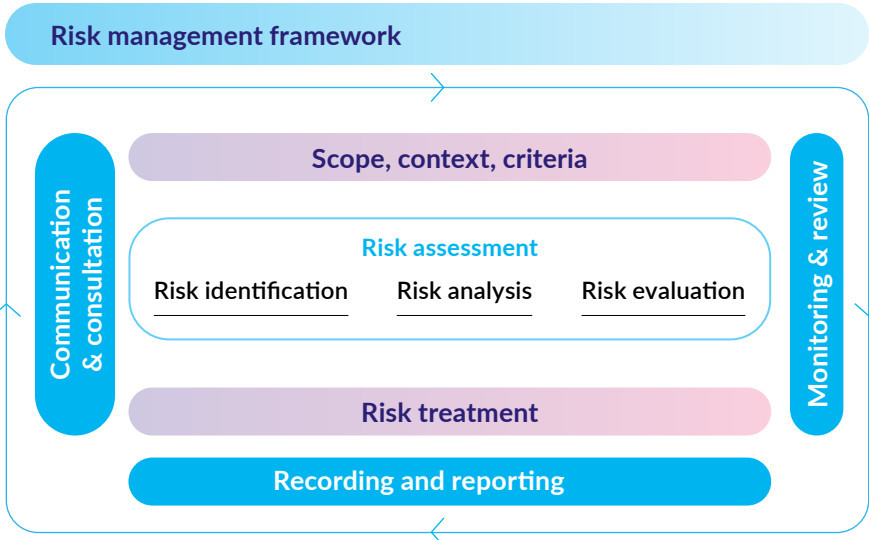 Risk management framework
Scope, context, criteria
Communication
& consultation
Risk assessment
Risk identification
Risk analysis
Risk evaluation
Monitoring & review
Risk treatment
Recording and reporting